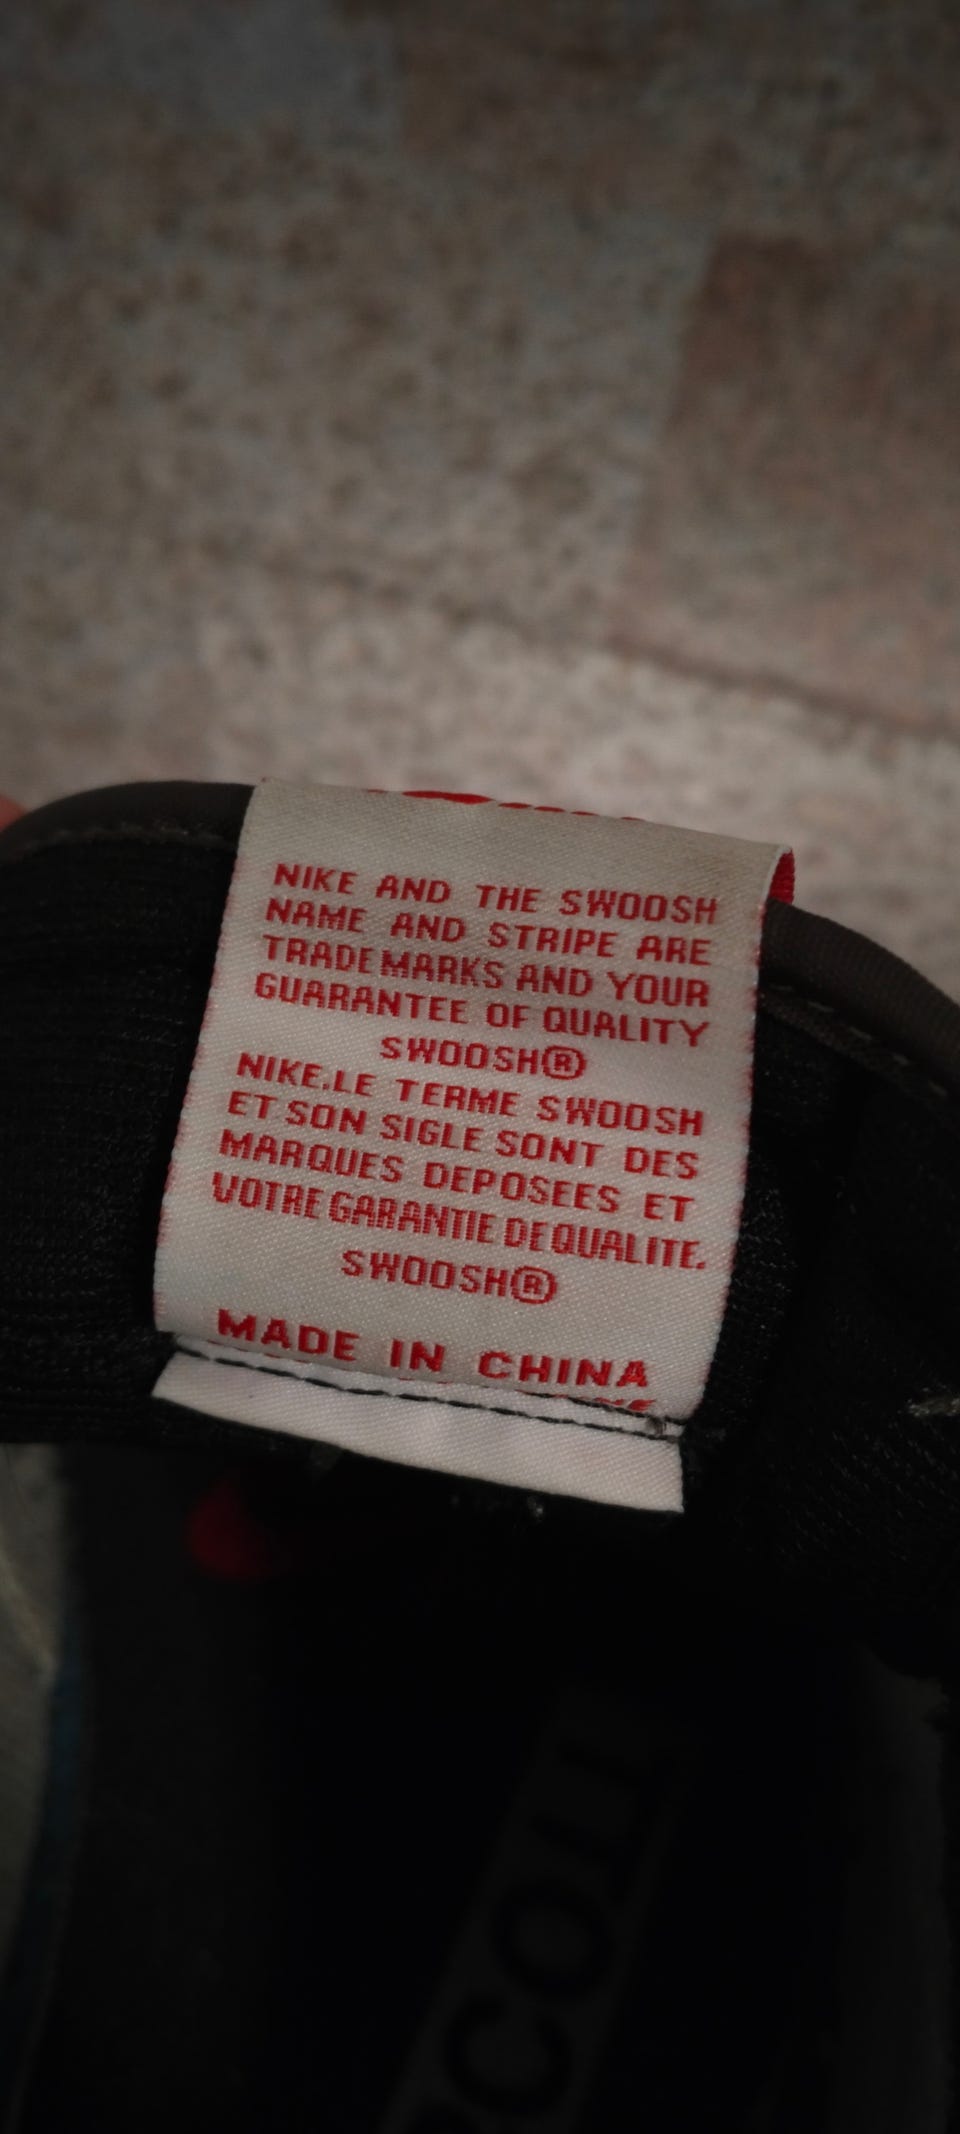 NIKE AND THE SWOOSH
NAME AND STRIPE ARE
TRADEMARKS AND YOUR
GUARANTEE OF QUALITY
SWOOSH®
NIKE.LE TERME SWOOSH
ET SON SIGLE SONT DES
MARQUES DEPOSEES ET
VOTRE GARANTIE DE QUALITE.
SWOOSH®
MADE IN CHINA